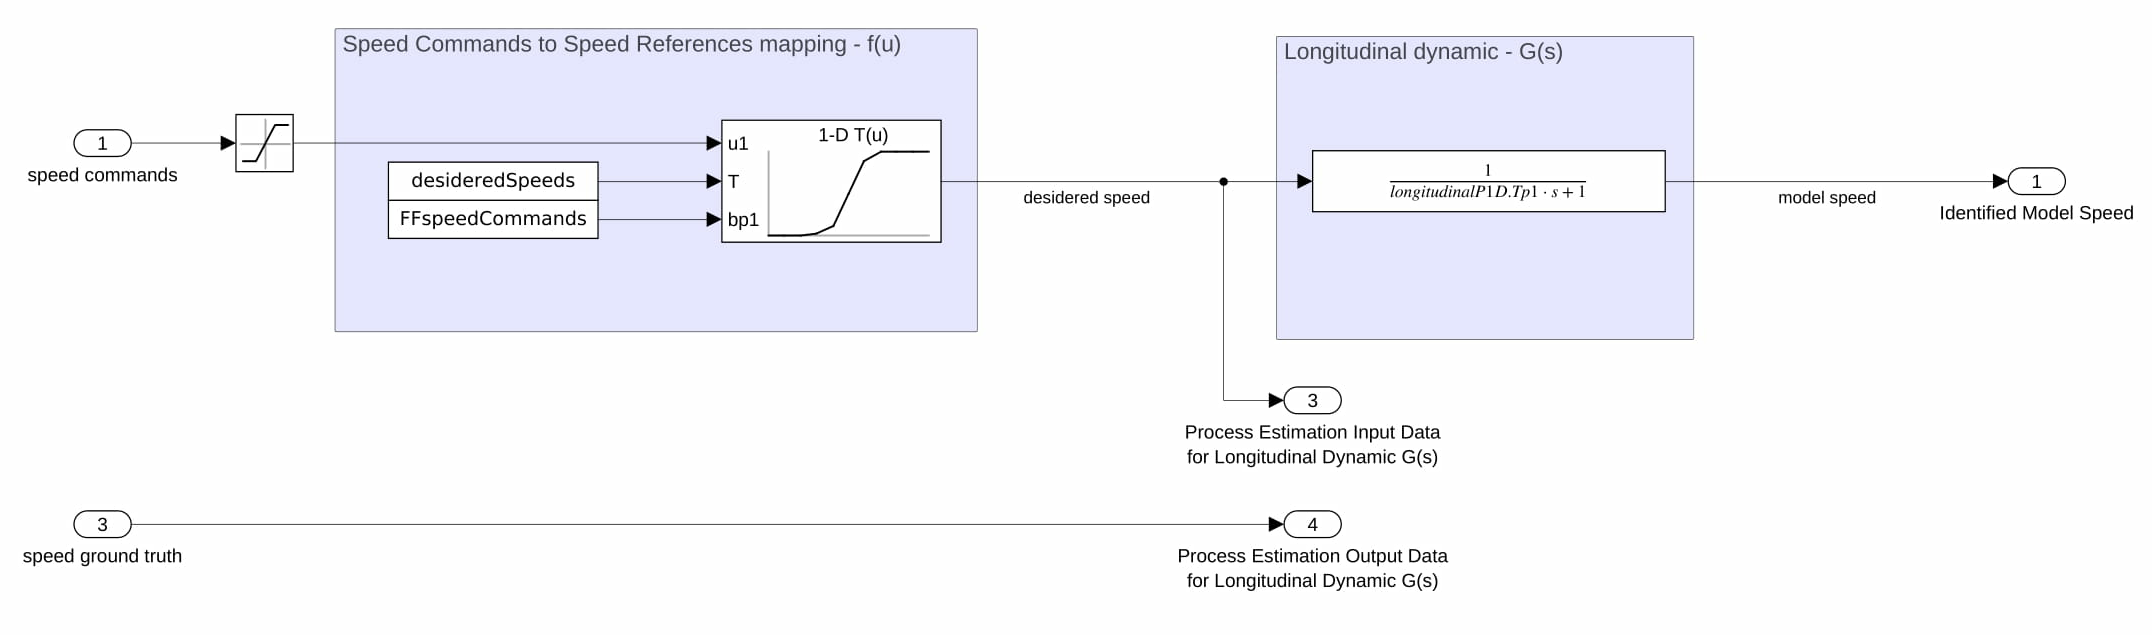 Speed Commands to Speed References mapping - f(u)
Longitudinal dynamic - G(s)
1
speed commands
u1
T
bp1
1-D T(u)
desideredSpeeds
FFspeedCommands
desidered speed
1
longitudinalP1D.Tp1 · s + 1
model speed
1
Identified Model Speed
3
Process Estimation Input Data
for Longitudinal Dynamic G(s)
3
speed ground truth
4
Process Estimation Output Data
for Longitudinal Dynamic G(s)